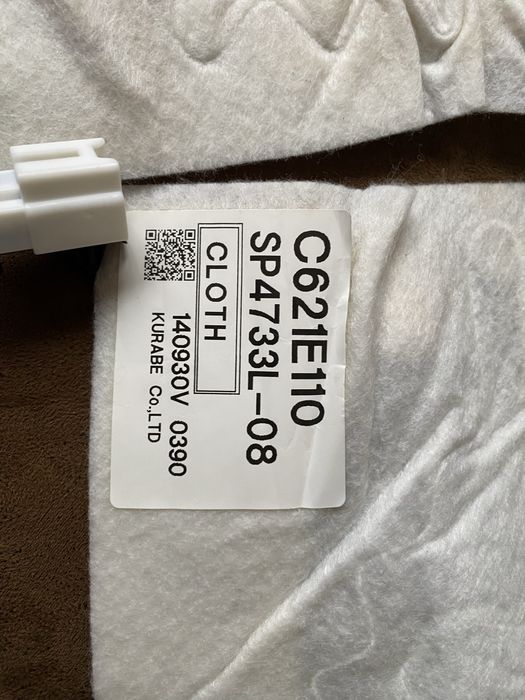 C621E110
SP4733L-08
CLOTH
140930V 0390
KURABE Co.,LTD